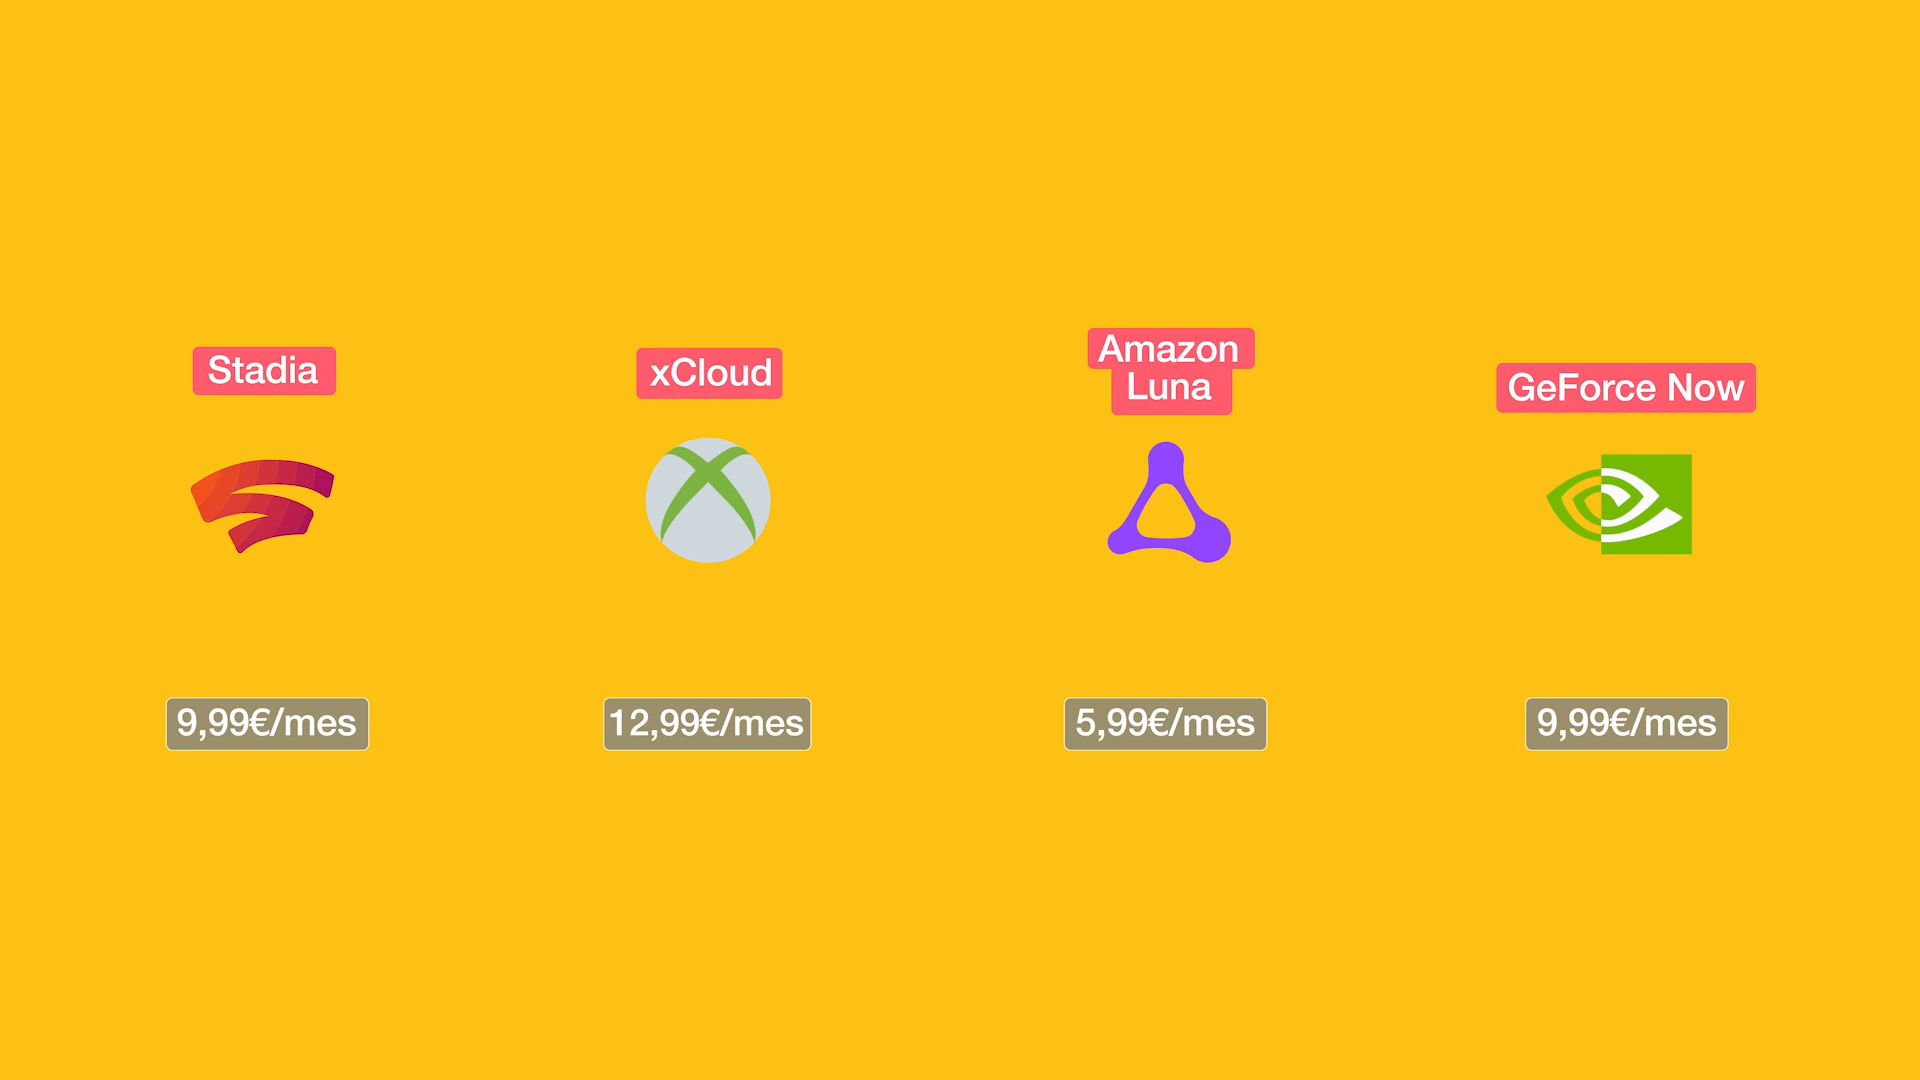 Stadia
xCloud
Amazon
Luna
GeForce Now
9,99€/mes
12,99€/mes
5,99€/mes
9,99€/mes